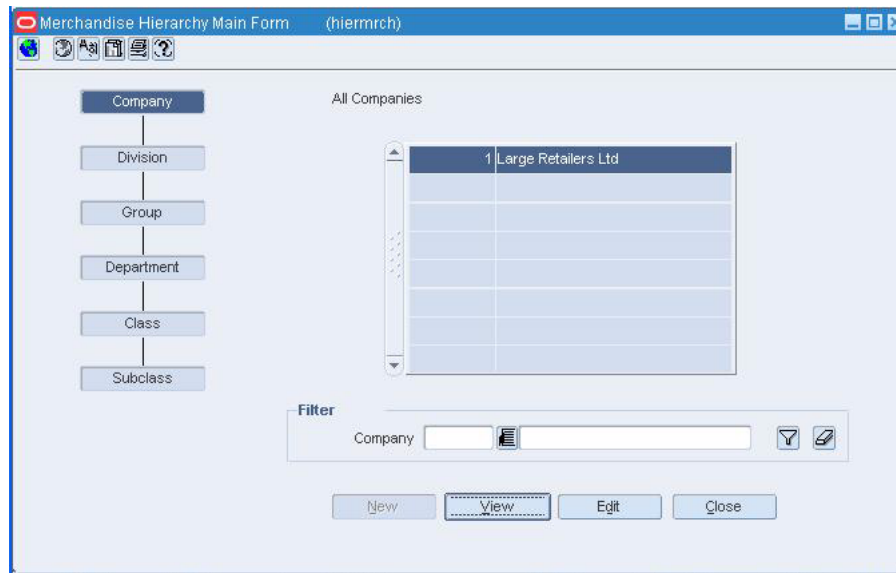 Merchandise Hierarchy Main Form (hiermrch)
Company
Division
Group
Department
Class
Subclass
All Companies
1 Large Retailers Ltd
Filter
Company
New
View
Edit
Close